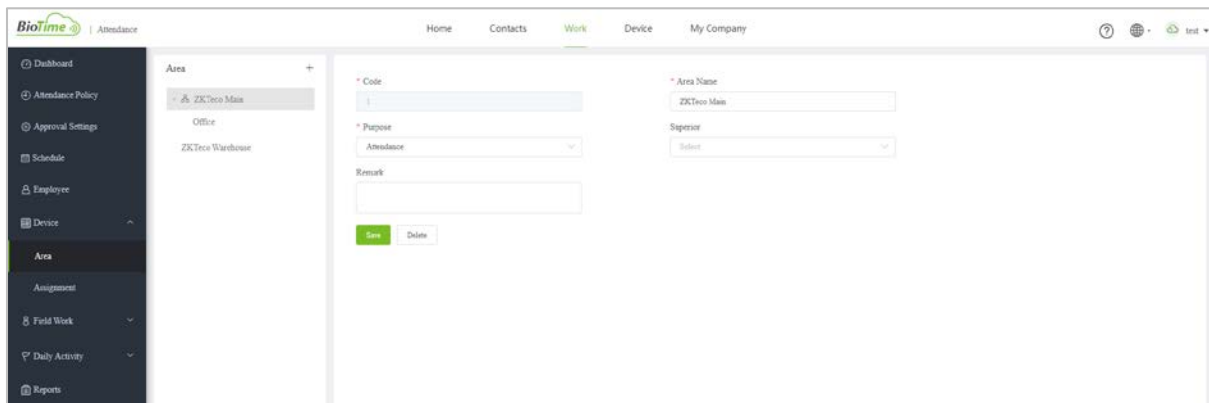 BioTime | Attendance
Home Contacts Work Device My Company
test
Dashboard
Attendance Policy
Approval Settings
Schedule
Employee
Device
Area
Assignment
Field Work
Daily Activity
Reports
Area +
ZKTeco Main
Office
ZKTeco Warehouse
* Code
1
* Area Name
ZKTeco Main
* Purpose
Attendance
Superior
Select
Remark
Save Delete